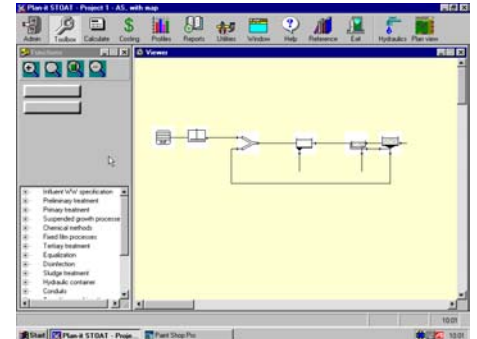 Plan-it STOAT - Project 1 - AS, with map
Admin Toolbox Calculate Costing Profiles Reports Utilities Window Help Reference Exit Hydraulics Plan view
Viewer
Influent WW specification
Preliminary treatment
Primary treatment
Suspended growth processe
Chemical methods
Fixed film processes
Tertiary treatment
Equalization
Disinfection
Sludge treatment
Hydraulic container
Conduits
10:01
Start Plan-it STOAT - Proje... Paint Shop Pro 10:01